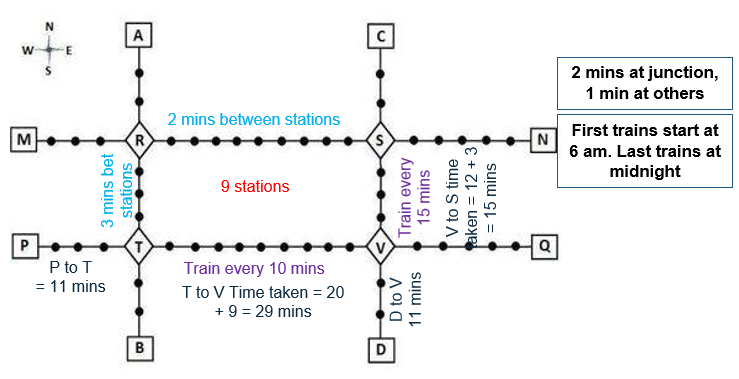 N
W E
S
A
C
2 mins at junction,
1 min at others
2 mins between stations
First trains start at
6 am. Last trains at
midnight
M
R
S
N
3 mins bet
stations
9 stations
Train every
15 mins
V to S time
taken = 12 + 3
= 15 mins
P
T
V
Q
P to T
= 11 mins
Train every 10 mins
T to V Time taken = 20
+ 9 = 29 mins
D to V
11 mins
B
D